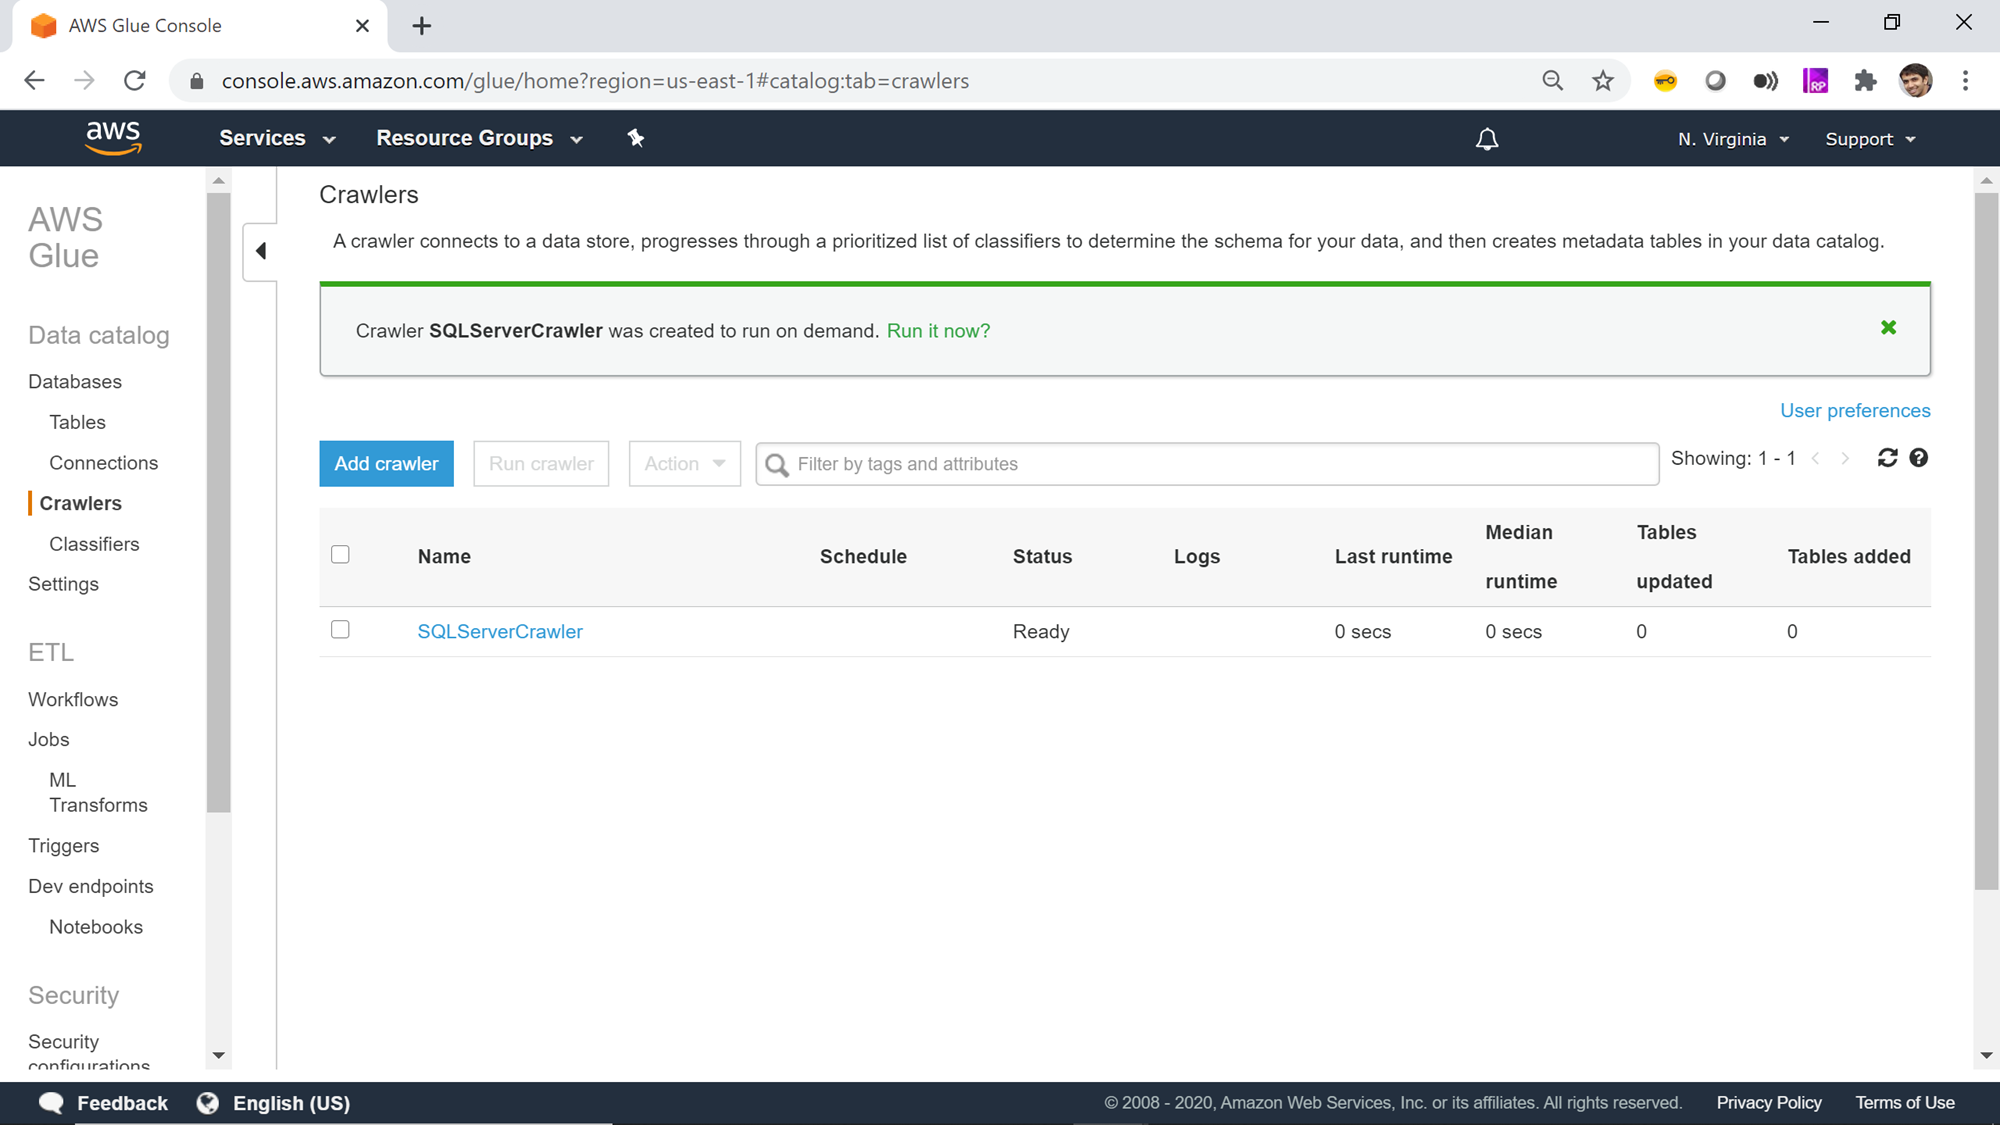 AWS Glue Console
console.aws.amazon.com/glue/home?region=us-east-1#catalog:tab=crawlers
RP
aws
Services
Resource Groups
N. Virginia
Support
AWS
Glue
Data catalog
Databases
Tables
Connections
Crawlers
Classifiers
Settings
ETL
Workflows
Jobs
ML
Transforms
Triggers
Dev endpoints
Notebooks
Security
Security
configurations
Crawlers
A crawler connects to a data store, progresses through a prioritized list of classifiers to determine the schema for your data, and then creates metadata tables in your data catalog.
Crawler SQLServerCrawler was created to run on demand. Run it now?
User preferences
Add crawler
Run crawler
Action
Filter by tags and attributes
Showing: 1 - 1
Name
Schedule
Status
Logs
Last runtime
Median
runtime
Tables
updated
Tables added
SQLServerCrawler
Ready
0 secs
0 secs
0
0
Feedback
English (US)
© 2008 - 2020, Amazon Web Services, Inc. or its affiliates. All rights reserved.
Privacy Policy
Terms of Use